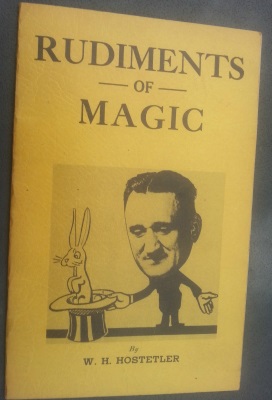 RUDIMENTS
— OF —
MAGIC
By
W. H. HOSTETLER